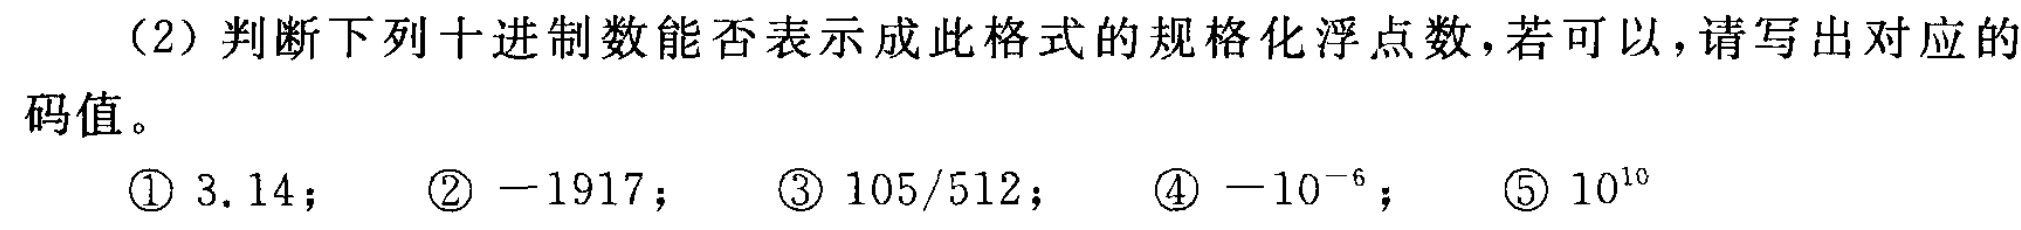 (2) 判断下列十进制数能否表示成此格式的规格化浮点数,若可以,请写出对应的
码值。
① 3.14; ② －1917; ③ 105/512; ④ －10⁻⁶; ⑤ 10¹⁰